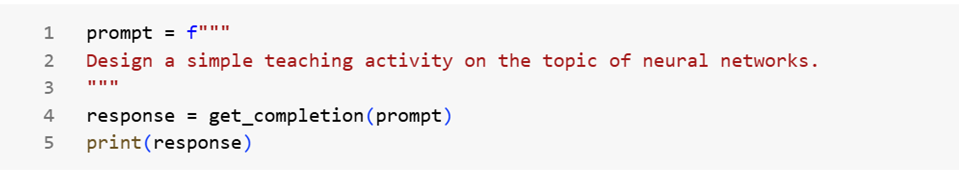 1 prompt = f"""
2 Design a simple teaching activity on the topic of neural networks.
3 """
4 response = get_completion(prompt)
5 print(response)